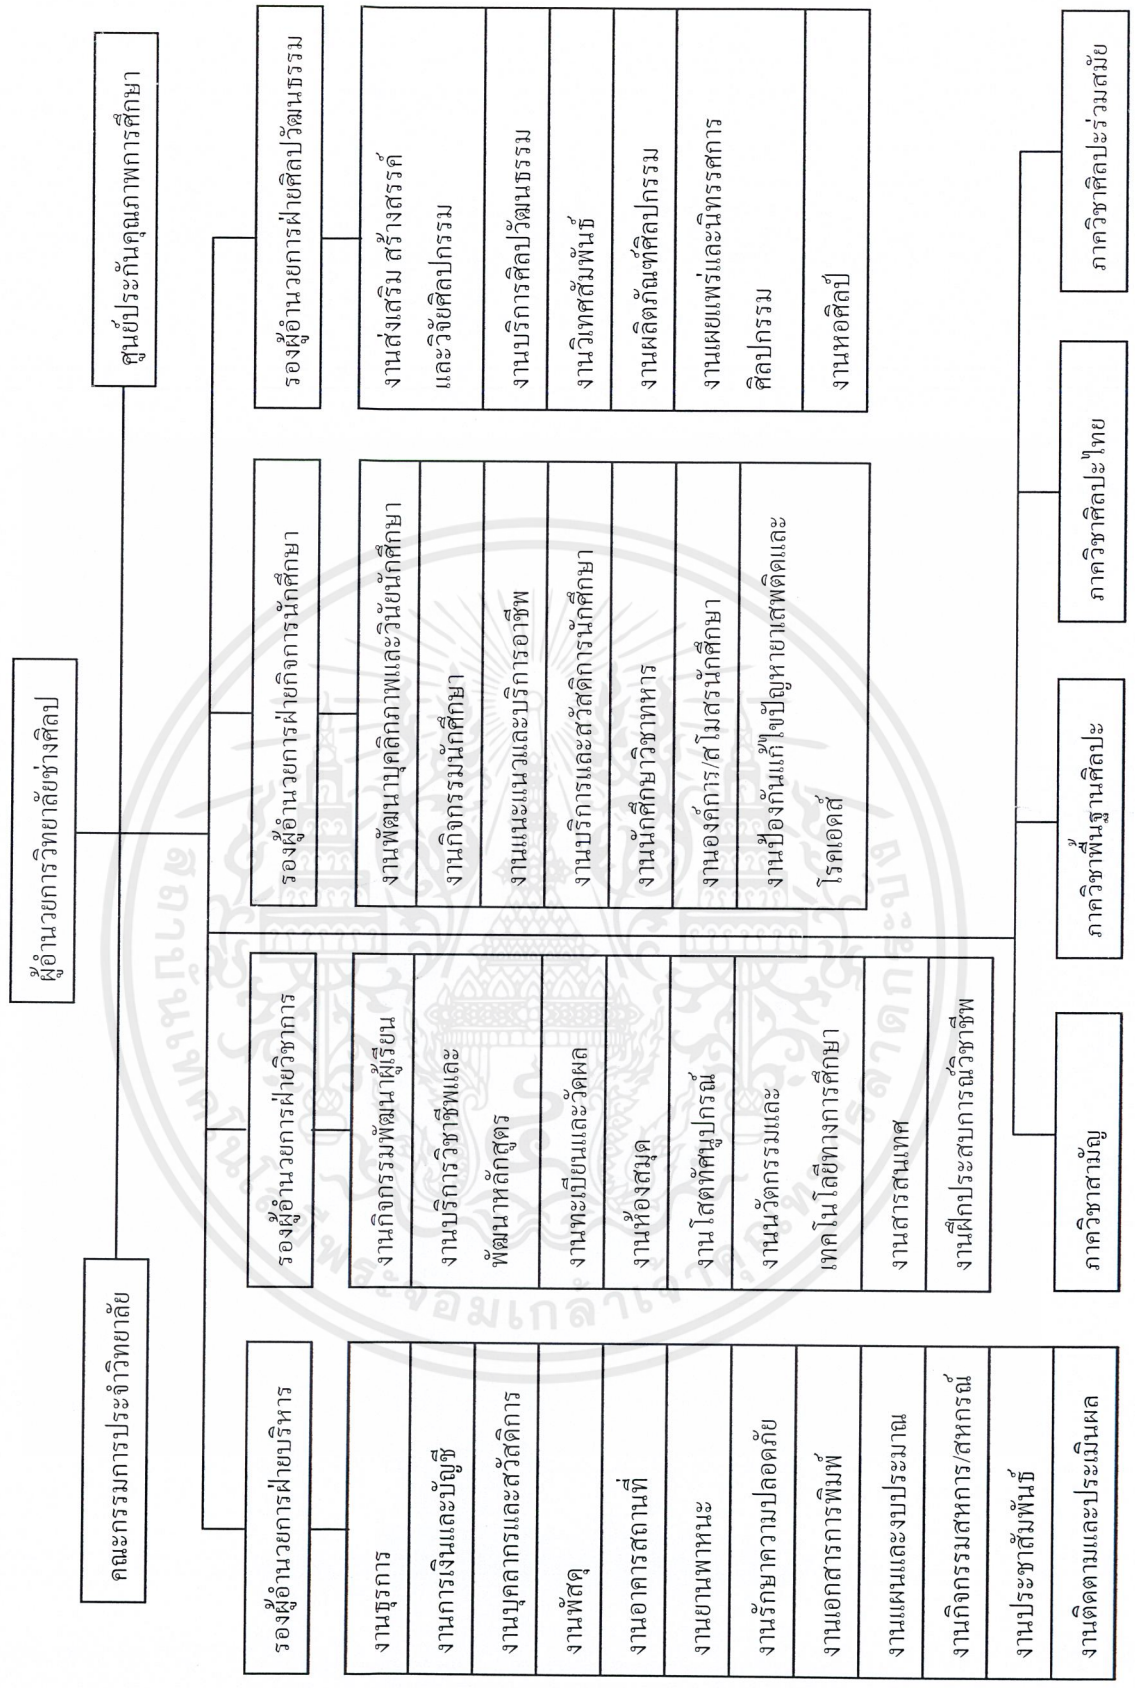 ผู้อำนวยการวิทยาลัยช่างศิลป
คณะกรรมการประจำวิทยาลัย
ศูนย์ประกันคุณภาพการศึกษา
รองผู้อำนวยการฝ่ายบริหาร
งานธุรการ
งานการเงินและบัญชี
งานบุคลากรและสวัสดิการ
งานพัสดุ
งานอาคารสถานที่
งานยานพาหนะ
งานรักษาความปลอดภัย
งานเอกสารการพิมพ์
งานแผนและงบประมาณ
งานกิจกรรมสหการ/สหกรณ์
งานประชาสัมพันธ์
งานติดตามและประเมินผล
รองผู้อำนวยการฝ่ายวิชาการ
งานกิจกรรมพัฒนาผู้เรียน
งานบริการวิชาชีพและ
พัฒนาหลักสูตร
งานทะเบียนและวัดผล
งานห้องสมุด
งานโสตทัศนูปกรณ์
งานนวัตกรรมและ
เทคโนโลยีทางการศึกษา
งานสารสนเทศ
งานฝึกประสบการณ์วิชาชีพ
รองผู้อำนวยการฝ่ายกิจการนักศึกษา
งานพัฒนาบุคลิกภาพและวินัยนักศึกษา
งานกิจกรรมนักศึกษา
งานแนะแนวและบริการอาชีพ
งานบริการและสวัสดิการนักศึกษา
งานนักศึกษาวิชาทหาร
งานองค์การ/สโมสรนักศึกษา
งานป้องกันแก้ไขปัญหายาเสพติดและ
โรคเอดส์
รองผู้อำนวยการฝ่ายศิลปวัฒนธรรม
งานส่งเสริม สร้างสรรค์
และวิจัยศิลปกรรม
งานบริการศิลปวัฒนธรรม
งานวิเทศสัมพันธ์
งานผลิตภัณฑ์ศิลปกรรม
งานเผยแพร่และนิทรรศการ
ศิลปกรรม
งานหอศิลป์
ภาควิชาสามัญ
ภาควิชาพื้นฐานศิลปะ
ภาควิชาศิลปะไทย
ภาควิชาศิลปะร่วมสมัย
สถาบันเทคโนโลยีพระจอมเกล้าเจ้าคุณทหารลาดกระบัง